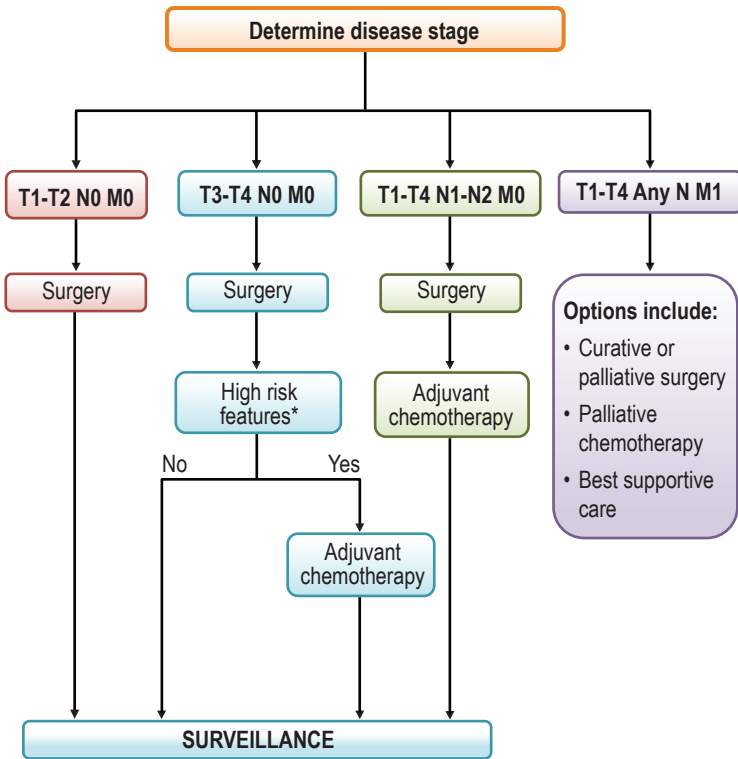 Determine disease stage
T1-T2 N0 M0
T3-T4 N0 M0
T1-T4 N1-N2 M0
T1-T4 Any N M1
Surgery
Surgery
Surgery
Options include:
• Curative or
palliative surgery
• Palliative
chemotherapy
• Best supportive
care
High risk
features*
Adjuvant
chemotherapy
No
Yes
Adjuvant
chemotherapy
SURVEILLANCE